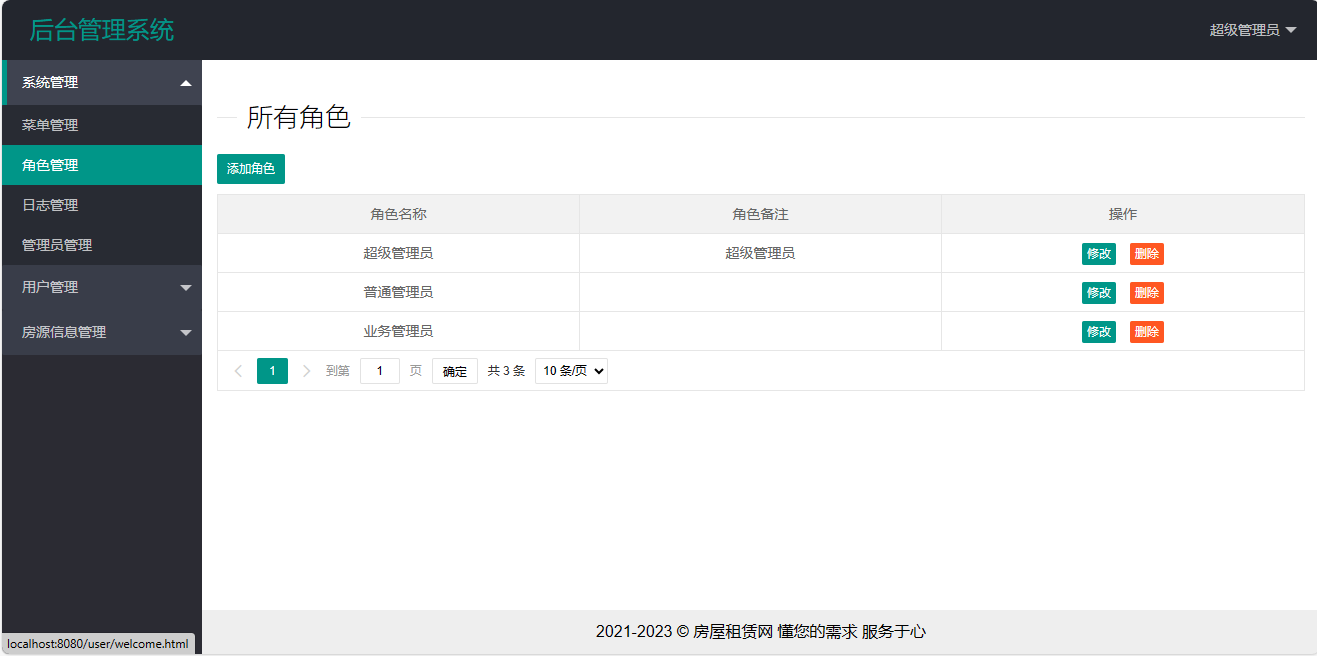 后台管理系统
超级管理员
系统管理
菜单管理
角色管理
日志管理
管理员管理
用户管理
房源信息管理
所有角色
添加角色
角色名称 角色备注 操作
超级管理员 超级管理员 修改 删除
普通管理员 修改 删除
业务管理员 修改 删除
1 到第 1 页 确定 共 3 条 10 条/页
2021-2023 © 房屋租赁网 懂您的需求 服务于心
localhost:8080/user/welcome.html